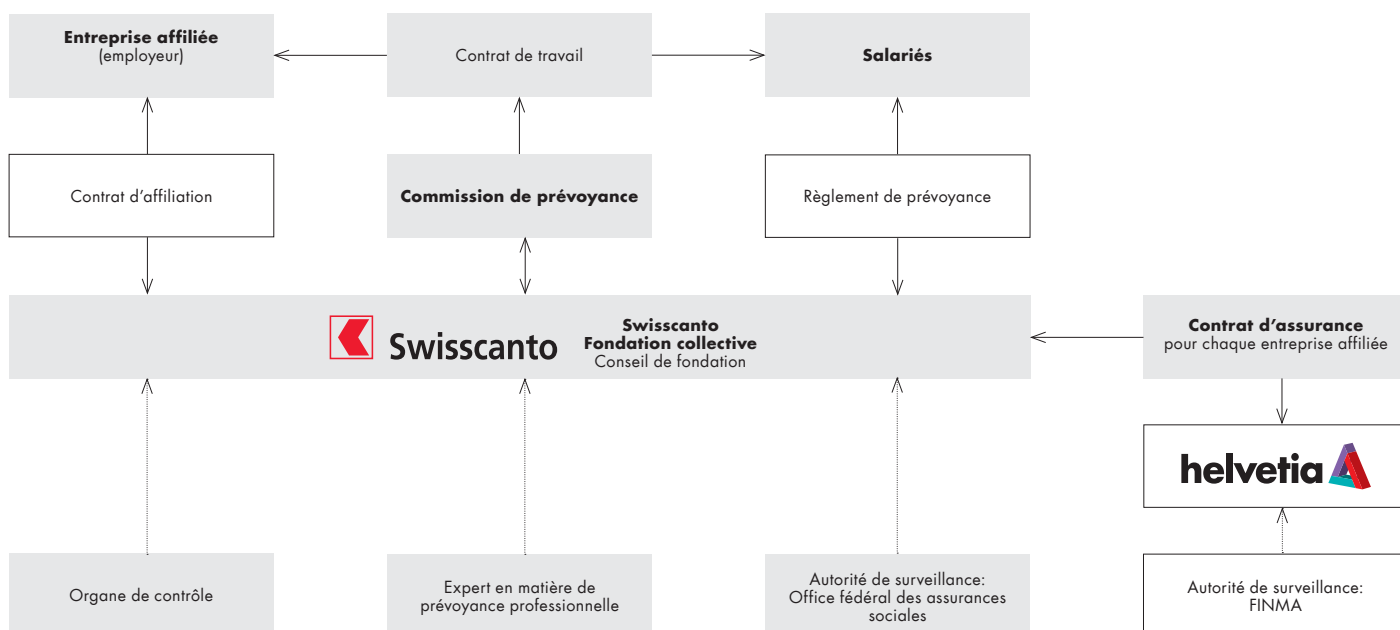 Entreprise affiliée
(employeur)
Contrat de travail
Salariés
Contrat d'affiliation
Commission de prévoyance
Règlement de prévoyance
Swisscanto
Swisscanto
Fondation collective
Conseil de fondation
Contrat d'assurance
pour chaque entreprise affiliée
helvetia
Organe de contrôle
Expert en matière de
prévoyance professionnelle
Autorité de surveillance:
Office fédéral des assurances
sociales
Autorité de surveillance:
FINMA